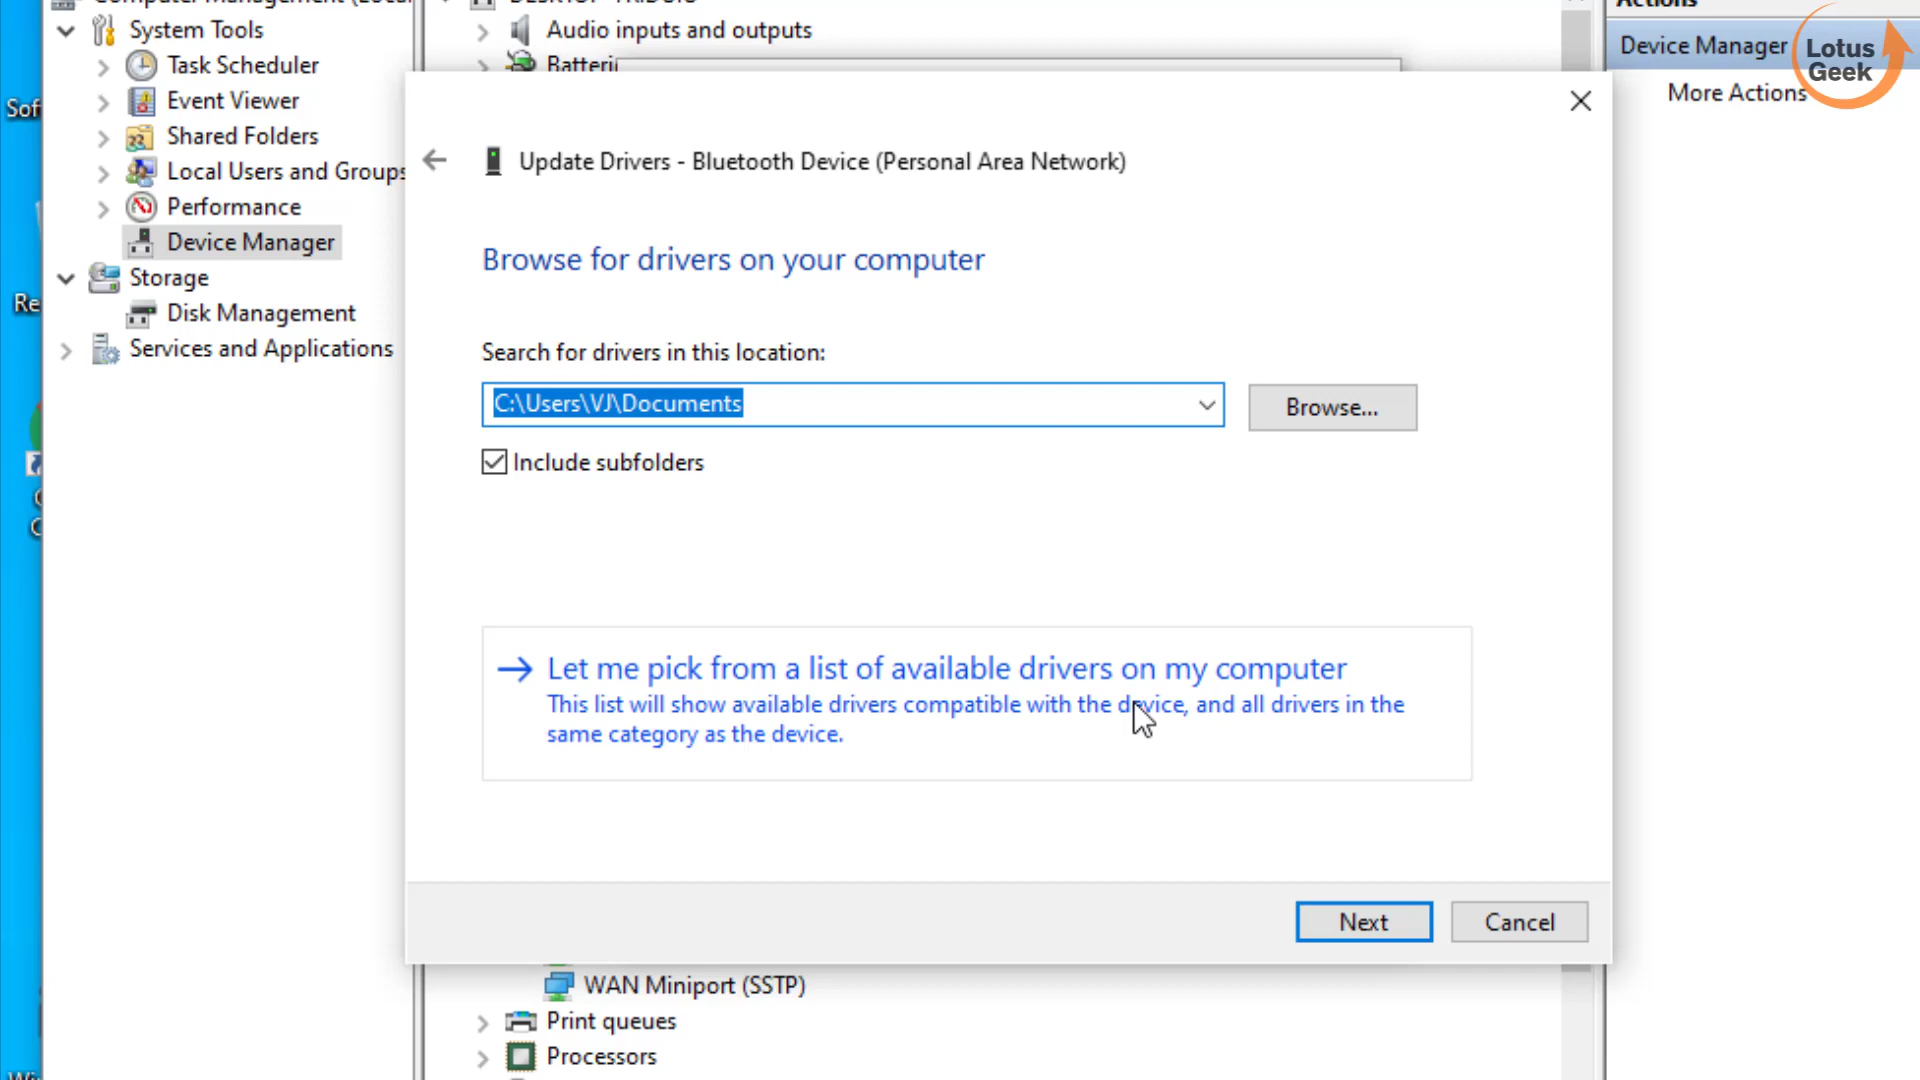 System Tools
Task Scheduler
Event Viewer
Shared Folders
Local Users and Groups
Performance
Device Manager
Storage
Disk Management
Services and Applications
Audio inputs and outputs
Update Drivers - Bluetooth Device (Personal Area Network)
Browse for drivers on your computer
Search for drivers in this location:
C:\Users\VJ\Documents
Browse...
Include subfolders
Let me pick from a list of available drivers on my computer
This list will show available drivers compatible with the device, and all drivers in the
same category as the device.
Next
Cancel
WAN Miniport (SSTP)
Print queues
Processors
Actions
Device Manager
More Actions
Lotus
Geek